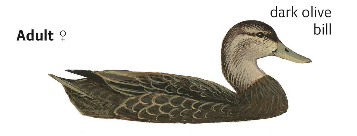 dark olive
bill
Adult ♀